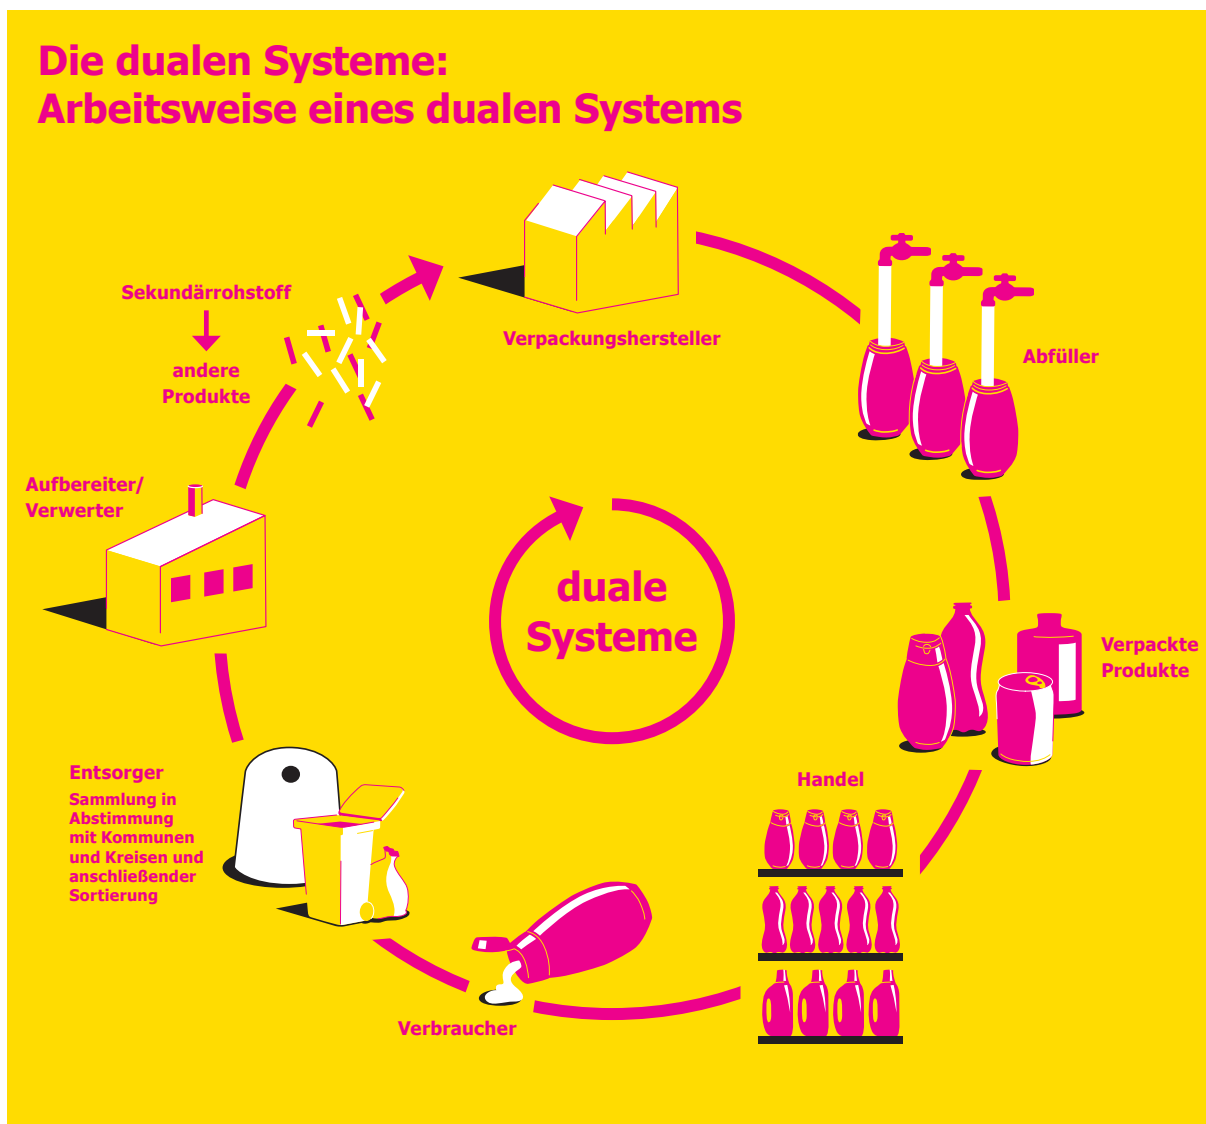 Die dualen Systeme:
Arbeitsweise eines dualen Systems
Sekundärrohstoff
andere
Produkte
Verpackungshersteller
Abfüller
Aufbereiter/
Verwerter
duale
Systeme
Verpackte
Produkte
Entsorger
Sammlung in
Abstimmung
mit Kommunen
und Kreisen und
anschließender
Sortierung
Handel
Verbraucher